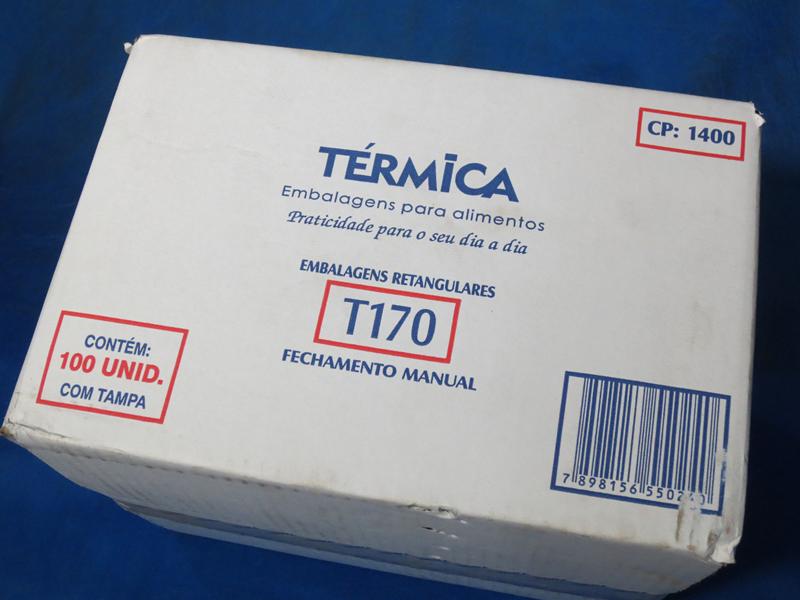 CP: 1400
TÉRMiCA
Embalagens para alimentos
Praticidade para o seu dia a dia
EMBALAGENS RETANGULARES
T170
FECHAMENTO MANUAL
CONTÉM:
100 UNID.
COM TAMPA